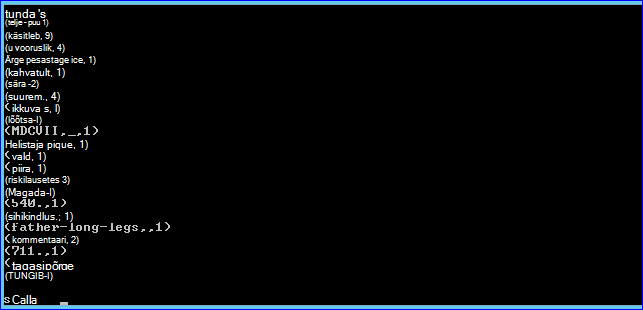 tunda 's
(telje - puu 1)
(käsitleb, 9)
(u vooruslik, 4)
Ärge pesastage ice, 1)
(kahvatult, 1)
(sära -2)
(suurem., 4)
(ikkuva s, l)
(lõõtsa-l)
(MDCVII,_,1)
Helistaja pique, 1)
(vald, 1)
(piira, 1)
(riskilausetes 3)
(Magada-l)
(540.,1)
(sihikindlus.; 1)
(father-long-legs,,1)
(kommentaari, 2)
(711.,1)
(tagasipõrge
(TUNGIB-l)
s Calla _